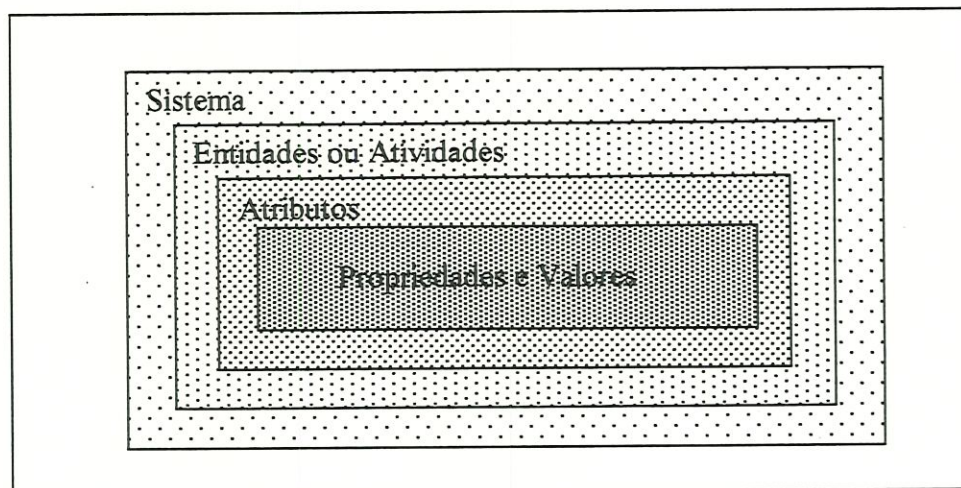 Sistema
Entidades ou Atividades
Atributos
Propriedades e Valores